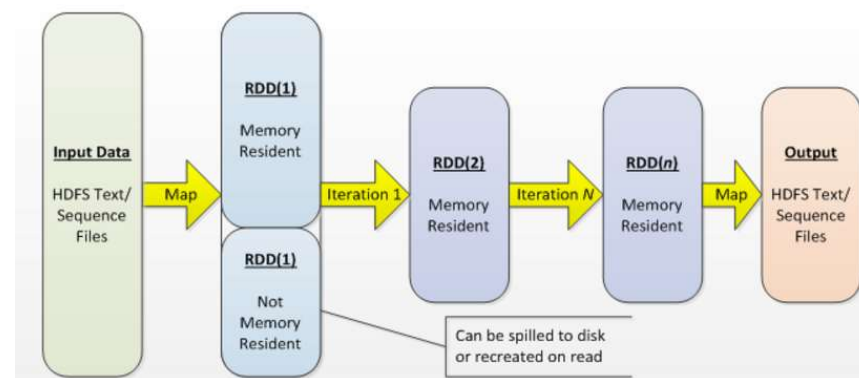 Input Data
HDFS Text/
Sequence
Files
Map
RDD(1)
Memory
Resident
RDD(1)
Not
Memory
Resident
Iteration 1
RDD(2)
Memory
Resident
Iteration N
RDD(n)
Memory
Resident
Map
Output
HDFS Text/
Sequence
Files
Can be spilled to disk
or recreated on read